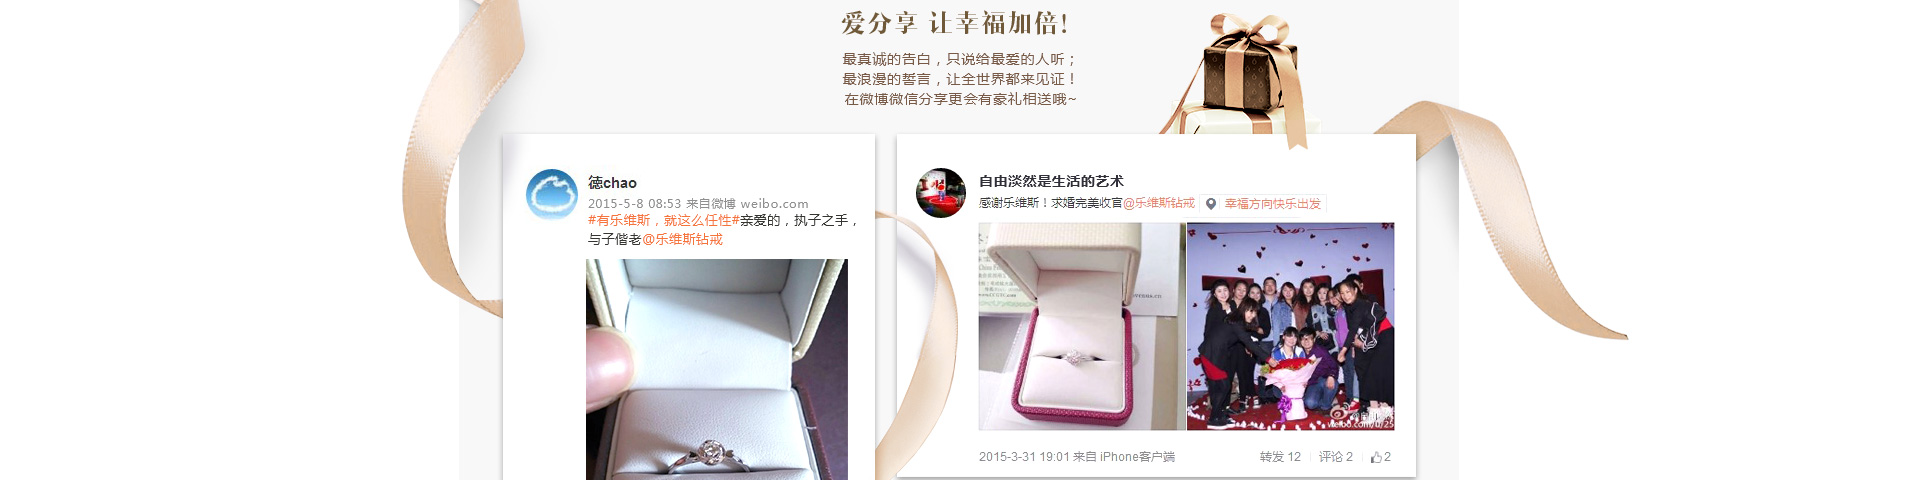 爱分享 让幸福加倍!
最真诚的告白，只说给最爱的人听；
最浪漫的誓言，让全世界都来见证！
在微博微信分享更会有豪礼相送哦~
德chao
2015-5-8 08:53 来自微博 weibo.com
#有乐维斯，就这么任性#亲爱的，执子之手，
与子偕老@乐维斯钻戒
自由淡然是生活的艺术
感谢乐维斯！求婚完美收官@乐维斯钻戒 幸福方向快乐出发
2015-3-31 19:01 来自 iPhone客户端
转发 12 评论 2 2